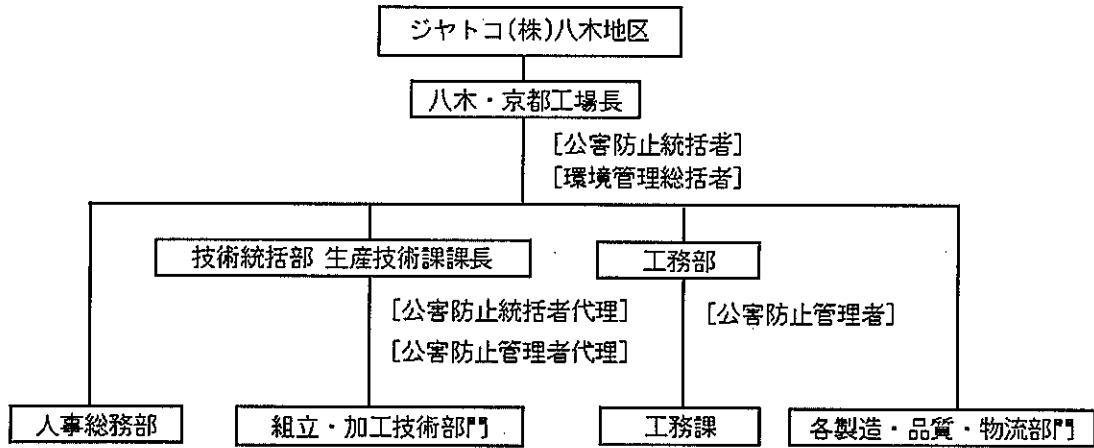 ジヤトコ(株)八木地区
八木・京都工場長
[公害防止統括者]
[環境管理総括者]
技術統括部 生産技術課課長
工務部
[公害防止統括者代理]
[公害防止管理者]
[公害防止管理者代理]
人事総務部
組立・加工技術部門
工務課
各製造・品質・物流部門